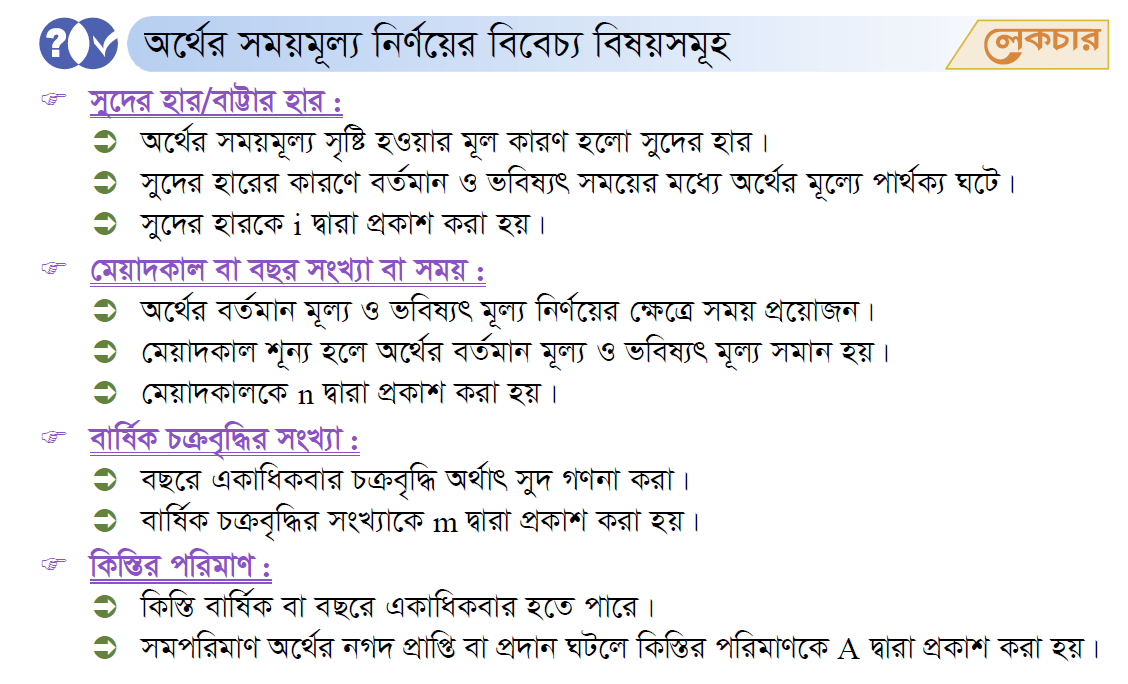 অর্থের সময়মূল্য নির্ণয়ের বিবেচ্য বিষয়সমূহ
লেকচার
সুদের হার/বাট্টার হার :
অর্থের সময়মূল্য সৃষ্টি হওয়ার মূল কারণ হলো সুদের হার।
সুদের হারের কারণে বর্তমান ও ভবিষ্যৎ সময়ের মধ্যে অর্থের মূল্যে পার্থক্য ঘটে।
সুদের হারকে i দ্বারা প্রকাশ করা হয়।
মেয়াদকাল বা বছর সংখ্যা বা সময় :
অর্থের বর্তমান মূল্য ও ভবিষ্যৎ মূল্য নির্ণয়ের ক্ষেত্রে সময় প্রয়োজন।
মেয়াদকাল শূন্য হলে অর্থের বর্তমান মূল্য ও ভবিষ্যৎ মূল্য সমান হয়।
মেয়াদকালকে n দ্বারা প্রকাশ করা হয়।
বার্ষিক চক্রবৃদ্ধির সংখ্যা :
বছরে একাধিকবার চক্রবৃদ্ধি অর্থাৎ সুদ গণনা করা।
বার্ষিক চক্রবৃদ্ধির সংখ্যাকে m দ্বারা প্রকাশ করা হয়।
কিস্তির পরিমাণ :
কিস্তি বার্ষিক বা বছরে একাধিকবার হতে পারে।
সমপরিমাণ অর্থের নগদ প্রাপ্তি বা প্রদান ঘটলে কিস্তির পরিমাণকে A দ্বারা প্রকাশ করা হয়।